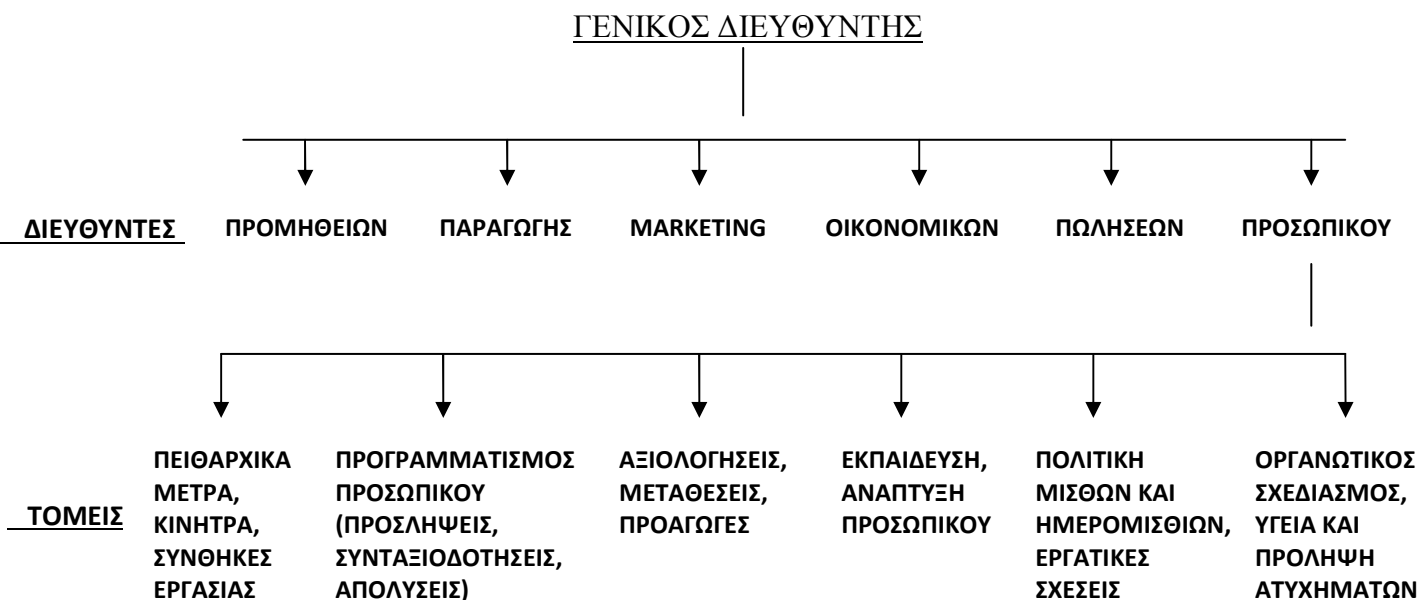 ΓΕΝΙΚΟΣ ΔΙΕΥΘΥΝΤΗΣ
ΔΙΕΥΘΥΝΤΕΣ ΠΡΟΜΗΘΕΙΩΝ ΠΑΡΑΓΩΓΗΣ MARKETING ΟΙΚΟΝΟΜΙΚΩΝ ΠΩΛΗΣΕΩΝ ΠΡΟΣΩΠΙΚΟΥ
ΤΟΜΕΙΣ
ΠΕΙΘΑΡΧΙΚΑ
ΜΕΤΡΑ,
ΚΙΝΗΤΡΑ,
ΣΥΝΘΗΚΕΣ
ΕΡΓΑΣΙΑΣ
ΠΡΟΓΡΑΜΜΑΤΙΣΜΟΣ
ΠΡΟΣΩΠΙΚΟΥ
(ΠΡΟΣΛΗΨΕΙΣ,
ΣΥΝΤΑΞΙΟΔΟΤΗΣΕΙΣ,
ΑΠΟΛΥΣΕΙΣ)
ΑΞΙΟΛΟΓΗΣΕΙΣ,
ΜΕΤΑΘΕΣΕΙΣ,
ΠΡΟΑΓΩΓΕΣ
ΕΚΠΑΙΔΕΥΣΗ,
ΑΝΑΠΤΥΞΗ
ΠΡΟΣΩΠΙΚΟΥ
ΠΟΛΙΤΙΚΗ
ΜΙΣΘΩΝ ΚΑΙ
ΗΜΕΡΟΜΙΣΘΙΩΝ,
ΕΡΓΑΤΙΚΕΣ
ΣΧΕΣΕΙΣ
ΟΡΓΑΝΩΤΙΚΟΣ
ΣΧΕΔΙΑΣΜΟΣ,
ΥΓΕΙΑ ΚΑΙ
ΠΡΟΛΗΨΗ
ΑΤΥΧΗΜΑΤΩΝ